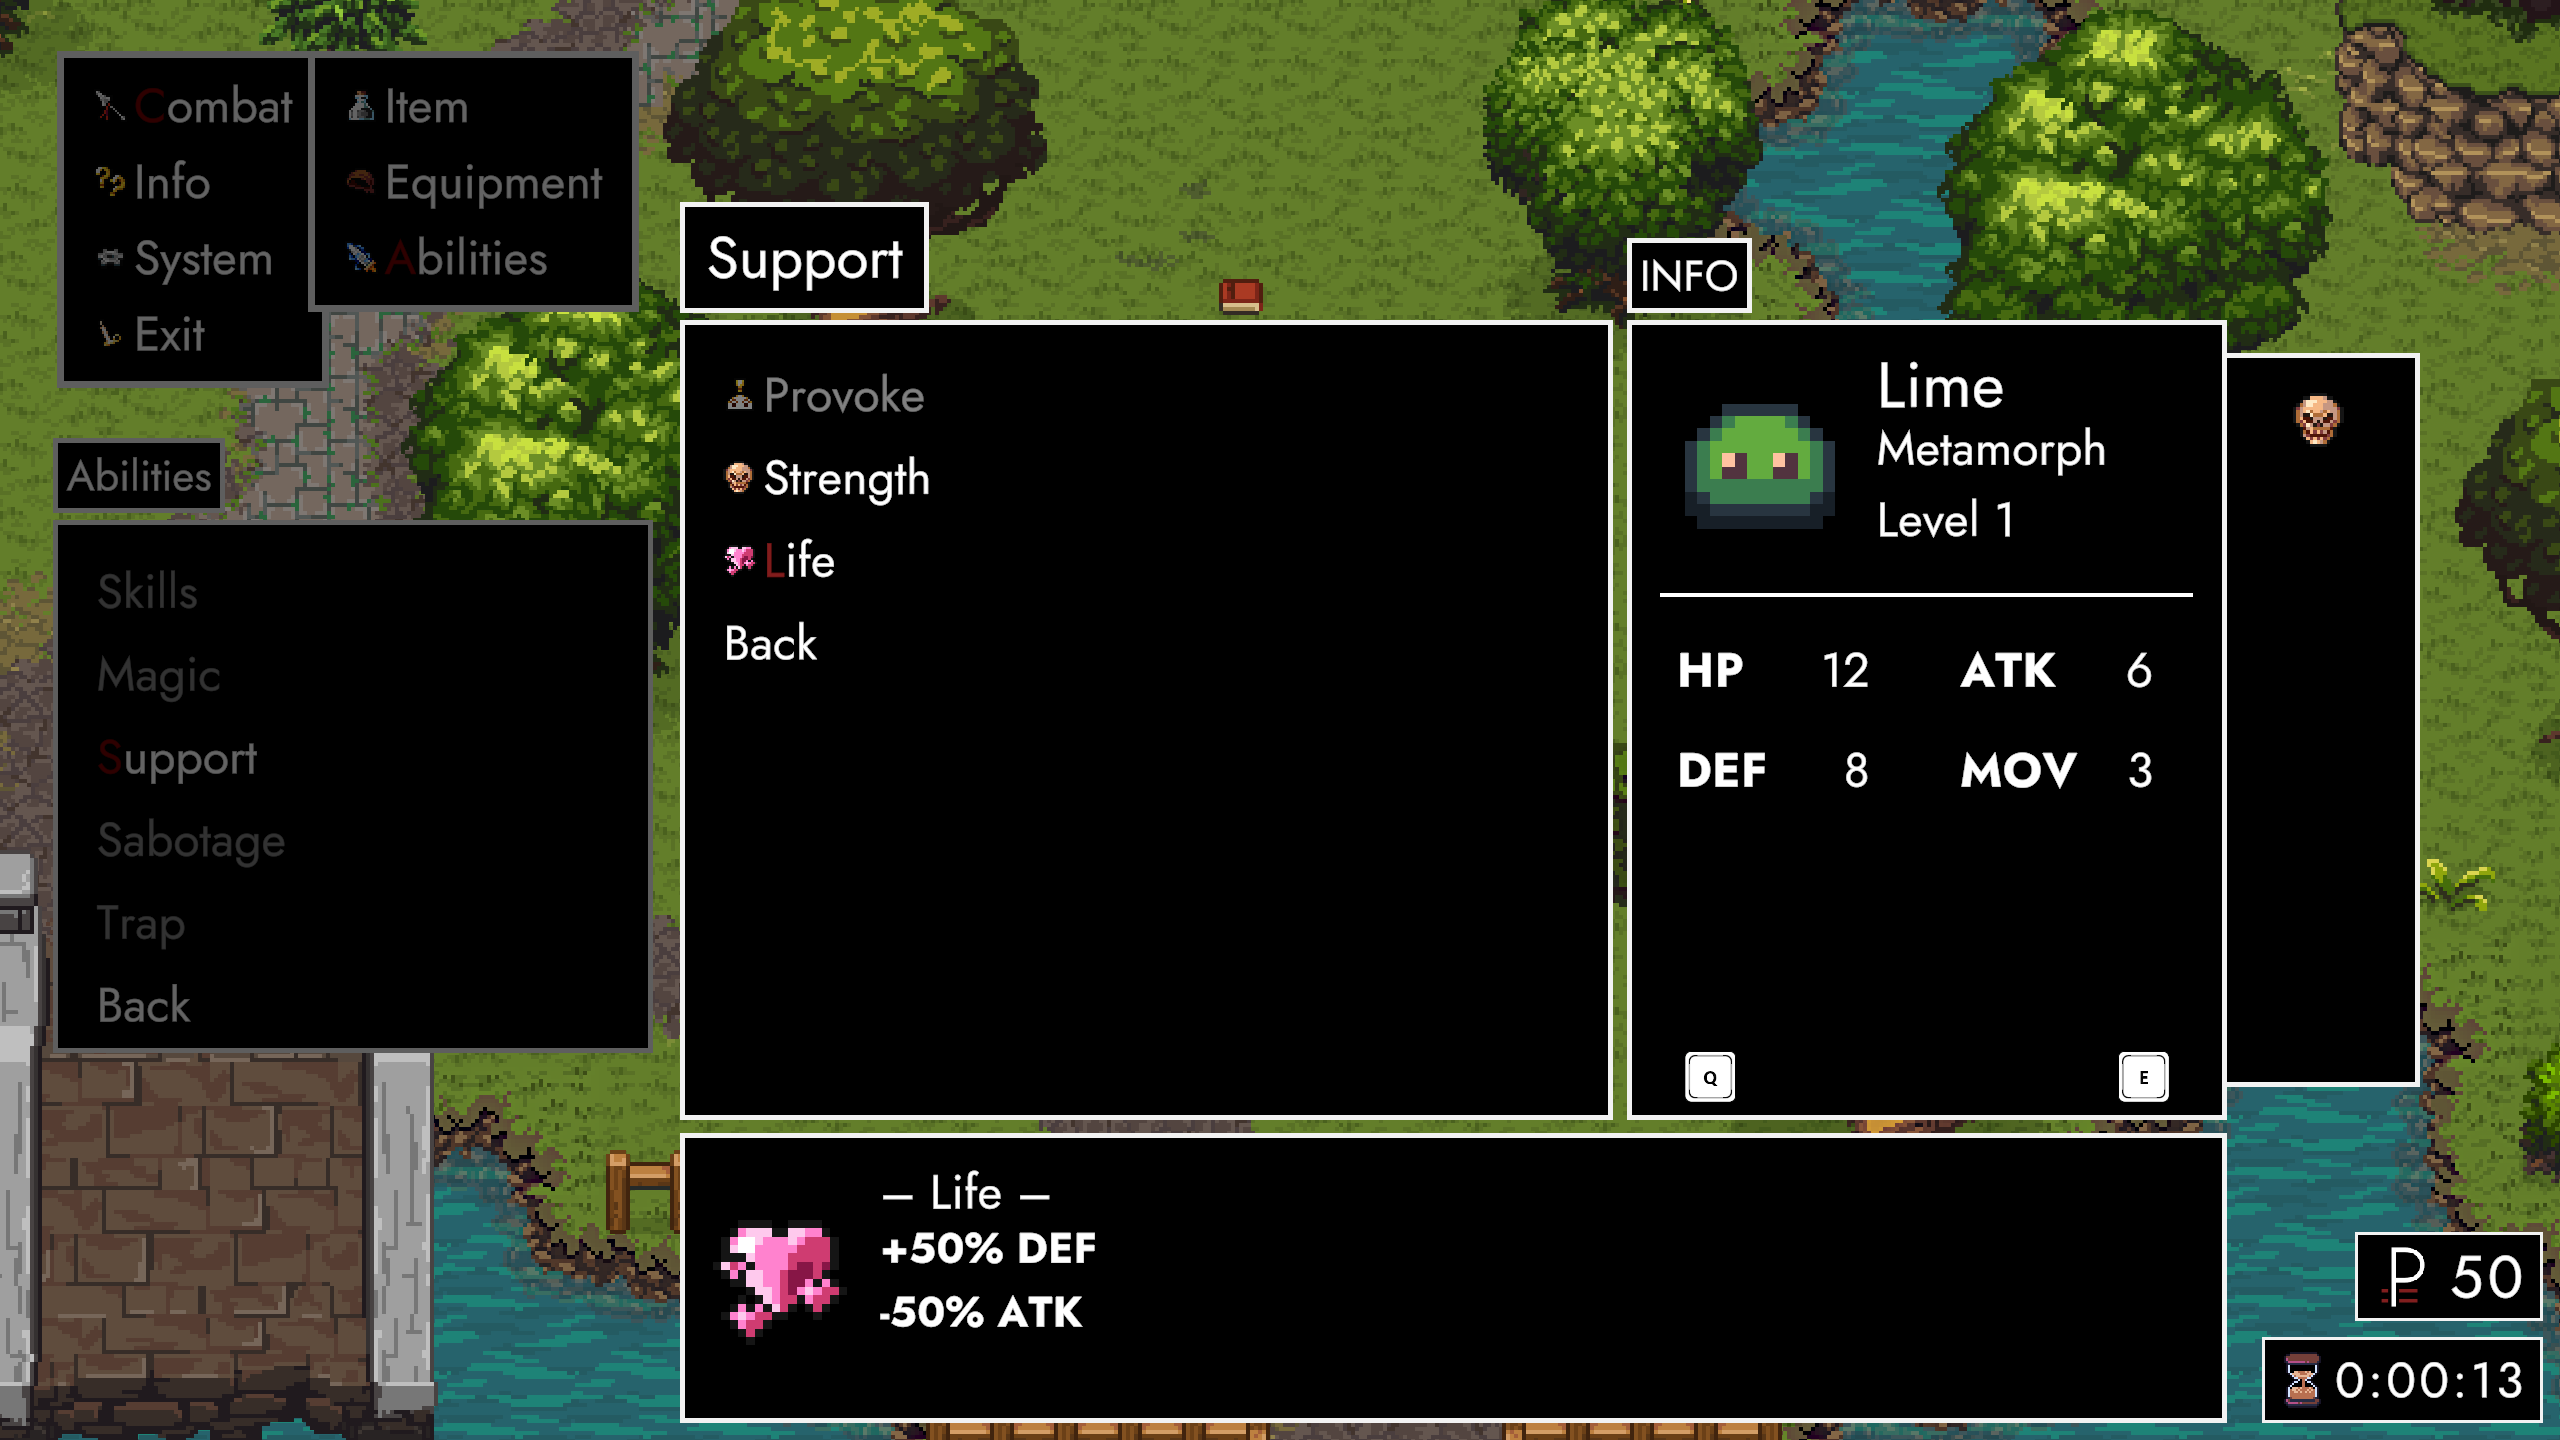 Combat
Info
System
Exit
Item
Equipment
Abilities
Abilities
Skills
Magic
Support
Sabotage
Trap
Back
Support
Provoke
Strength
Life
Back
INFO
Lime
Metamorph
Level 1
HP 12 ATK 6
DEF 8 MOV 3
Q E
– Life –
+50% DEF
-50% ATK
P 50
0:00:13